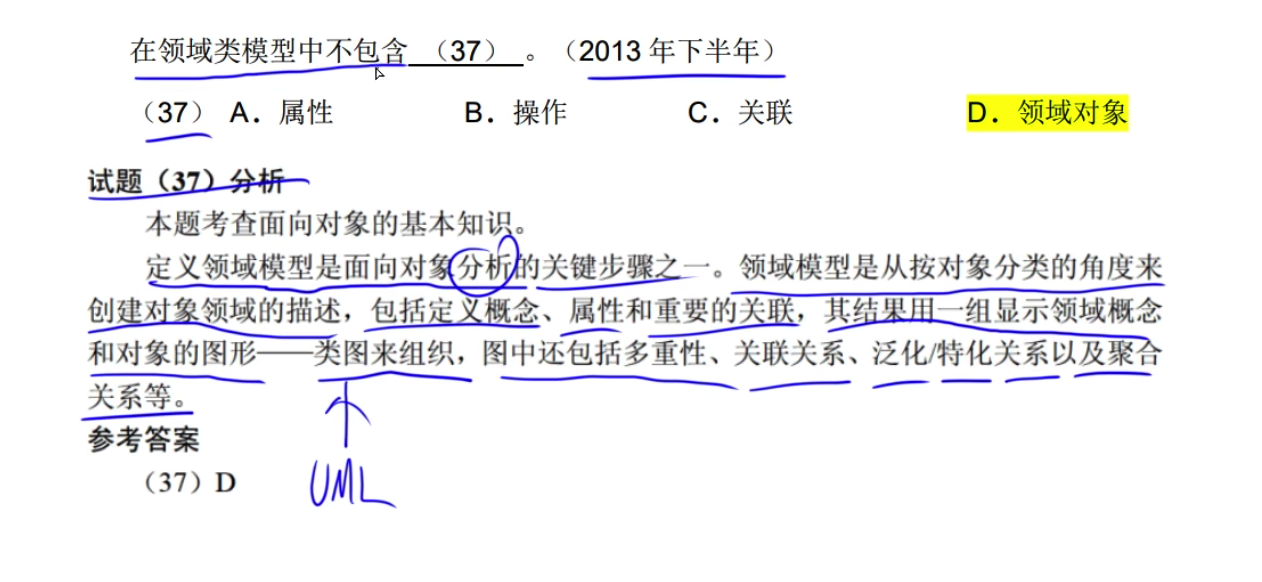 在领域类模型中不包含 （37） 。（2013 年下半年）
（37） A．属性 B．操作 C．关联 D．领域对象
试题（37）分析
本题考查面向对象的基本知识。
定义领域模型是面向对象分析的关键步骤之一。领域模型是从按对象分类的角度来
创建对象领域的描述，包括定义概念、属性和重要的关联，其结果用一组显示领域概念
和对象的图形——类图来组织，图中还包括多重性、关联关系、泛化/特化关系以及聚合
关系等。
参考答案
（37）D
UML